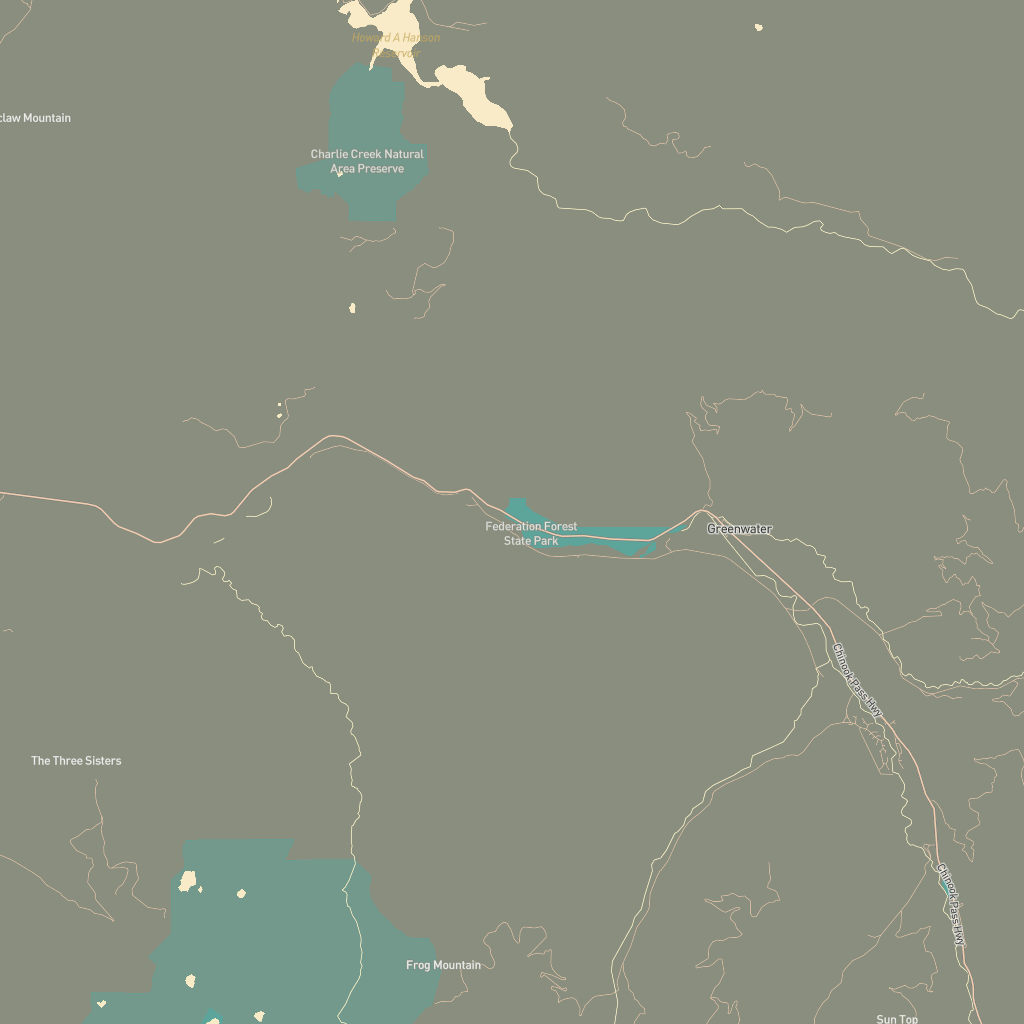 Howard A Hanson
Reservoir
claw Mountain
Charlie Creek Natural
Area Preserve
Federation Forest
State Park
Greenwater
Chinook Pass Hwy
The Three Sisters
Chinook Pass Hwy
Frog Mountain
Sun Top